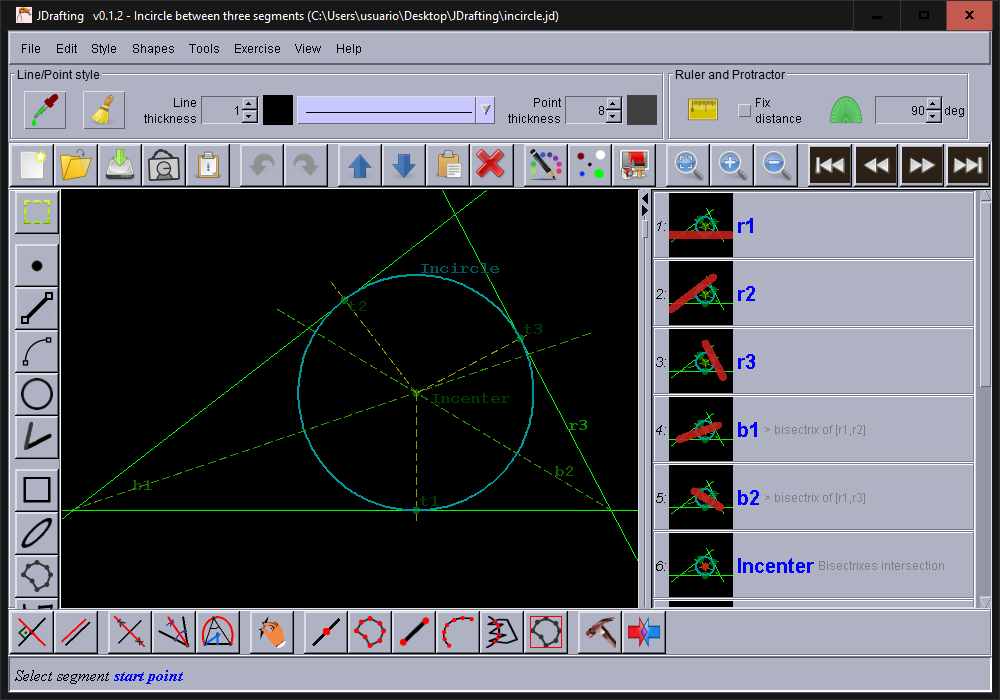 JDrafting   v0.1.2 - Incircle between three segments (C:\Users\usuario\Desktop\JDrafting\incircle.jd)
File Edit Style Shapes Tools Exercise View Help
Line/Point style
Ruler and Protractor
Line
thickness
1
Point
thickness
8
Fix
distance
90 deg
Incircle
t2
t3
Incenter
r3
b2
b1
t1
1: r1
2: r2
3: r3
4: b1 > bisectrix of [r1,r2]
5: b2 > bisectrix of [r1,r3]
6: Incenter Bisectrixes intersection
Select segment start point